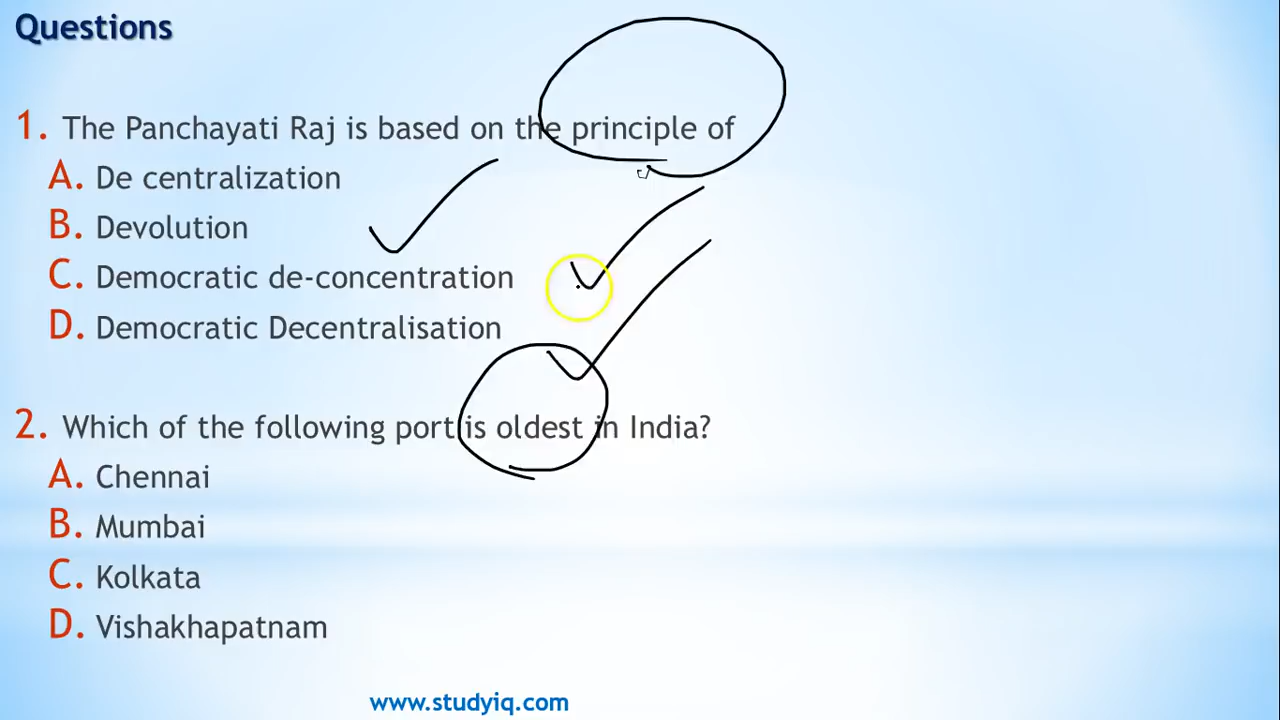 Questions
1. The Panchayati Raj is based on the principle of
A. De centralization
B. Devolution
C. Democratic de-concentration
D. Democratic Decentralisation
2. Which of the following port is oldest in India?
A. Chennai
B. Mumbai
C. Kolkata
D. Vishakhapatnam
www.studyiq.com